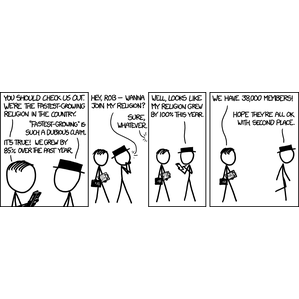 YOU SHOULD CHECK US OUT.
WE'RE THE FASTEST-GROWING
RELIGION IN THE COUNTRY.
"FASTEST-GROWING" IS
SUCH A DUBIOUS CLAIM.
IT'S TRUE! WE GREW BY
85% OVER THE PAST YEAR.
HEY, ROB — WANNA
JOIN MY RELIGION?
SURE,
WHATEVER.
WELL, LOOKS LIKE
MY RELIGION GREW
BY 100% THIS YEAR.
WE HAVE 38,000 MEMBERS!
HOPE THEY'RE ALL OK
WITH SECOND PLACE.